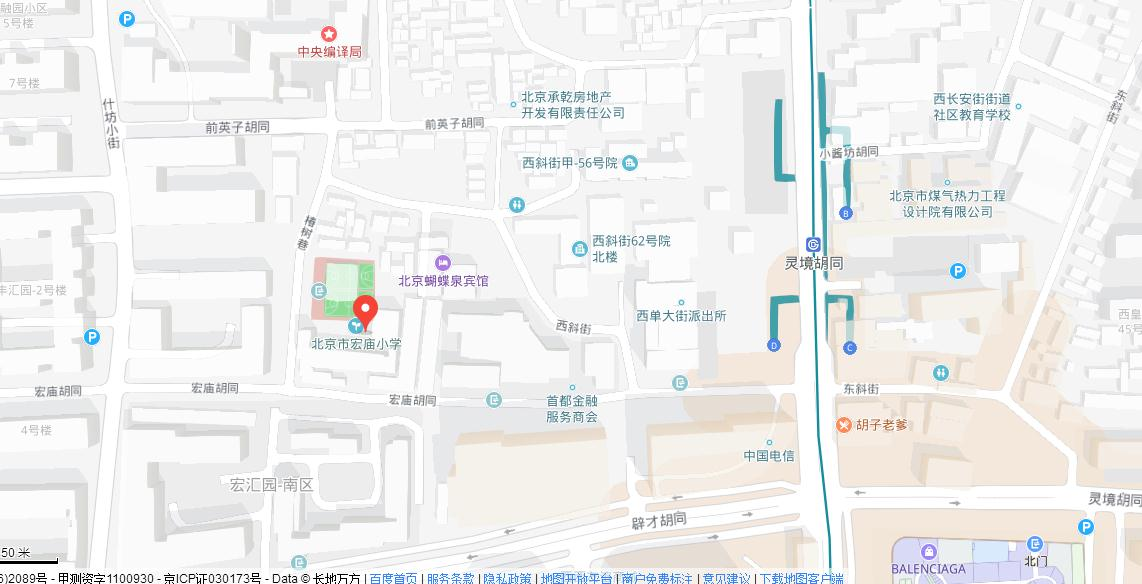 融园小区
5号楼
P
中央编译局
7号楼
什坊小街
前英子胡同
前英子胡同
北京承乾房地产
开发有限责任公司
西长安街街道
社区教育学校
东斜街
小酱坊胡同
西斜街甲-56号院
北京市煤气热力工程
设计院有限公司
B
椿树巷
西斜街62号院
北楼
灵境胡同
P
北京蝴蝶泉宾馆
丰汇园-2号楼
西单大街派出所
西皇
45号
西斜街
P
北京市宏庙小学
D
C
宏庙胡同
宏庙胡同
宏庙胡同
首都金融
服务商会
东斜街
胡子老爹
4号楼
中国电信
宏汇园-南区
辟才胡同
灵境胡同
P
50 米
BALENCIAGA
北门
6)2089号 - 甲测资字1100930 - 京ICP证030173号 - Data © 长地万方 | 百度首页 | 服务条款 | 隐私政策 | 地图开放平台 | 商户免费标注 | 意见建议 | 下载地图客户端